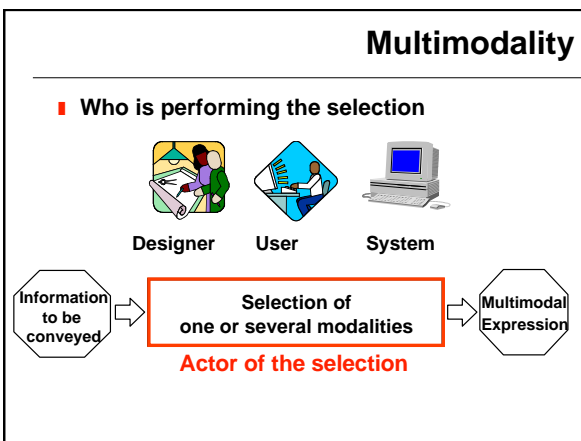 Multimodality
Who is performing the selection
Designer User System
Information
to be
conveyed
Selection of
one or several modalities
Multimodal
Expression
Actor of the selection